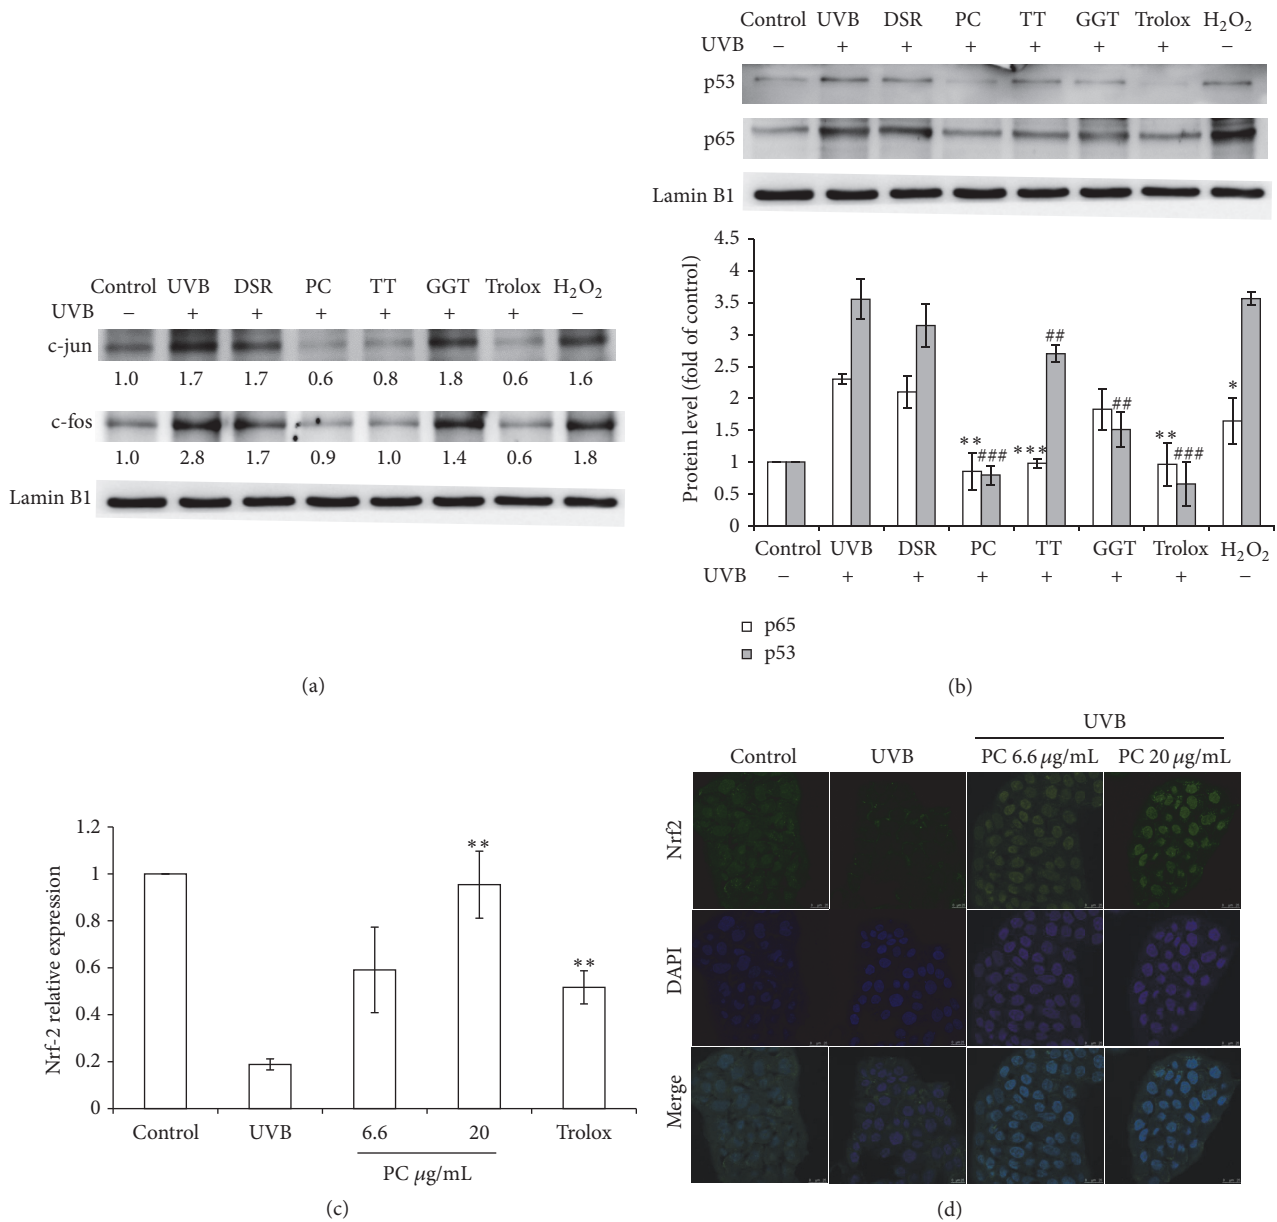 Control UVB DSR PC TT GGT Trolox H2O2
UVB − + + + + + + −
c-jun
1.0 1.7 1.7 0.6 0.8 1.8 0.6 1.6
c-fos
1.0 2.8 1.7 0.9 1.0 1.4 0.6 1.8
Lamin B1
(a)
Control UVB DSR PC TT GGT Trolox H2O2
UVB − + + + + + + −
p53
p65
Lamin B1
Protein level (fold of control)
4.5
4
3.5
3
2.5
2
1.5
1
0.5
0
** ### *** ## ## ** ### *
Control UVB DSR PC TT GGT Trolox H2O2
UVB − + + + + + + −
p65
p53
(b)
Nrf-2 relative expression
1.2
1
0.8
0.6
0.4
0.2
0
** **
Control UVB 6.6 20 Trolox
PC µg/mL
(c)
UVB
Control UVB PC 6.6 µg/mL PC 20 µg/mL
Nrf2
DAPI
Merge
(d)